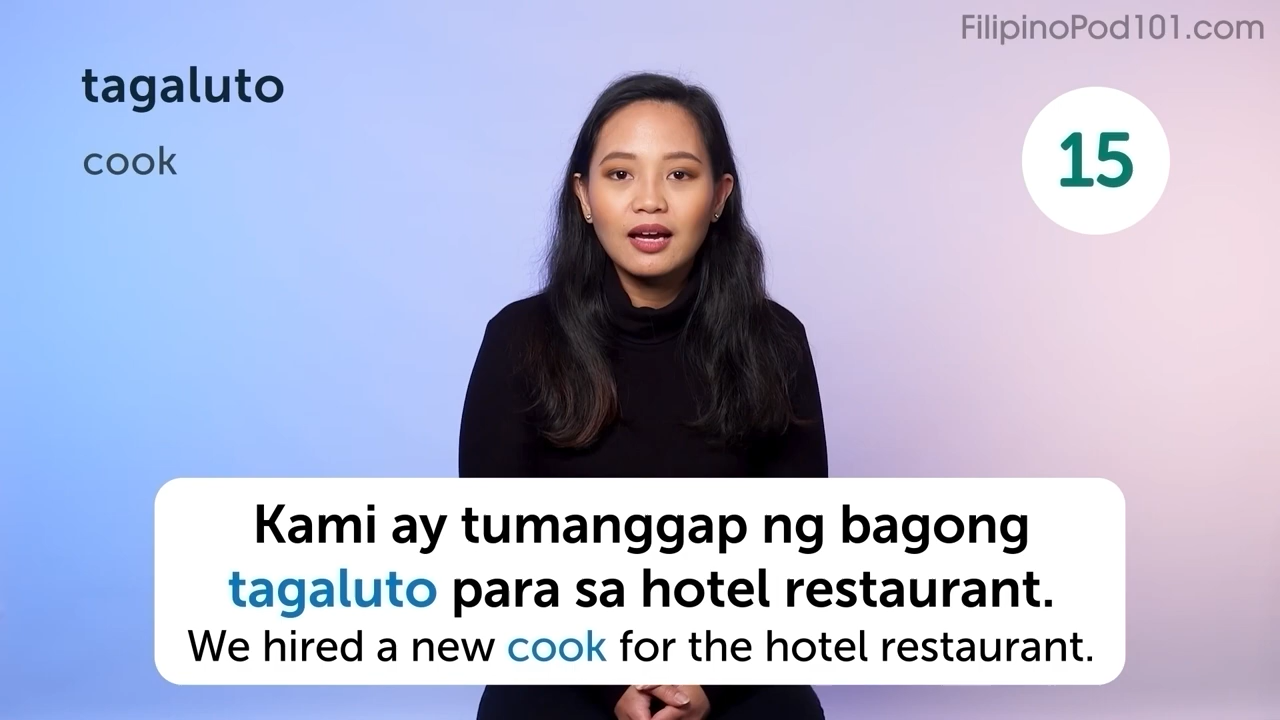 FilipinoPod101.com
tagaluto
cook
15
Kami ay tumanggap ng bagong
tagaluto para sa hotel restaurant.
We hired a new cook for the hotel restaurant.